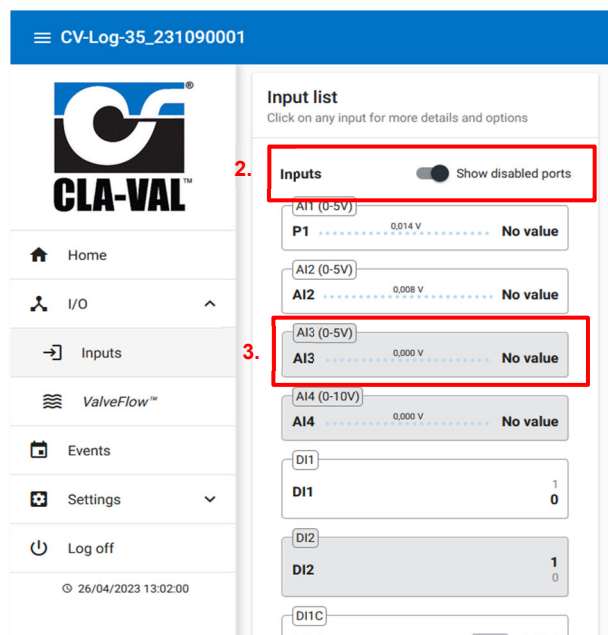 CV-Log-35_231090001
®
CLA-VAL™
Home
I/O
Inputs
ValveFlow™
Events
Settings
Log off
26/04/2023 13:02:00
Input list
Click on any input for more details and options
2.
Inputs Show disabled ports
AI1 (0-5V)
P1 0,014 V No value
AI2 (0-5V)
AI2 0,008 V No value
3.
AI3 (0-5V)
AI3 0,000 V No value
AI4 (0-10V)
AI4 0,000 V No value
DI1
1
DI1
0
DI2
1
DI2
0
DI1C